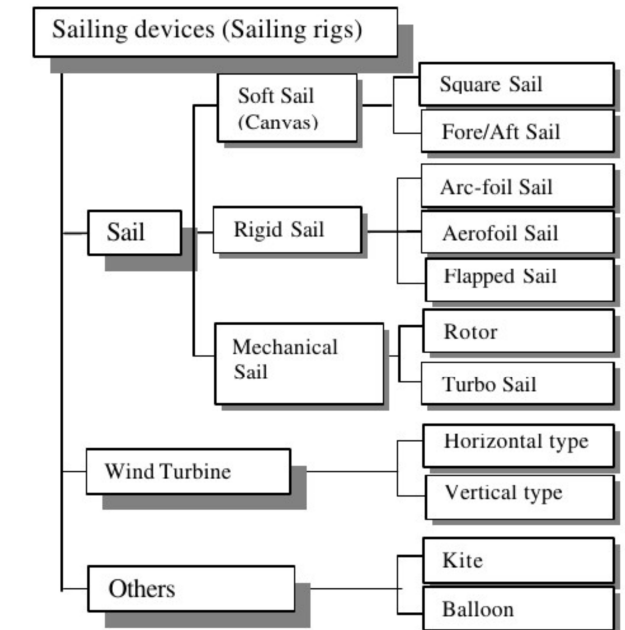 Sailing devices (Sailing rigs)
Soft Sail
(Canvas)
Square Sail
Fore/Aft Sail
Sail
Rigid Sail
Arc-foil Sail
Aerofoil Sail
Flapped Sail
Mechanical
Sail
Rotor
Turbo Sail
Wind Turbine
Horizontal type
Vertical type
Others
Kite
Balloon